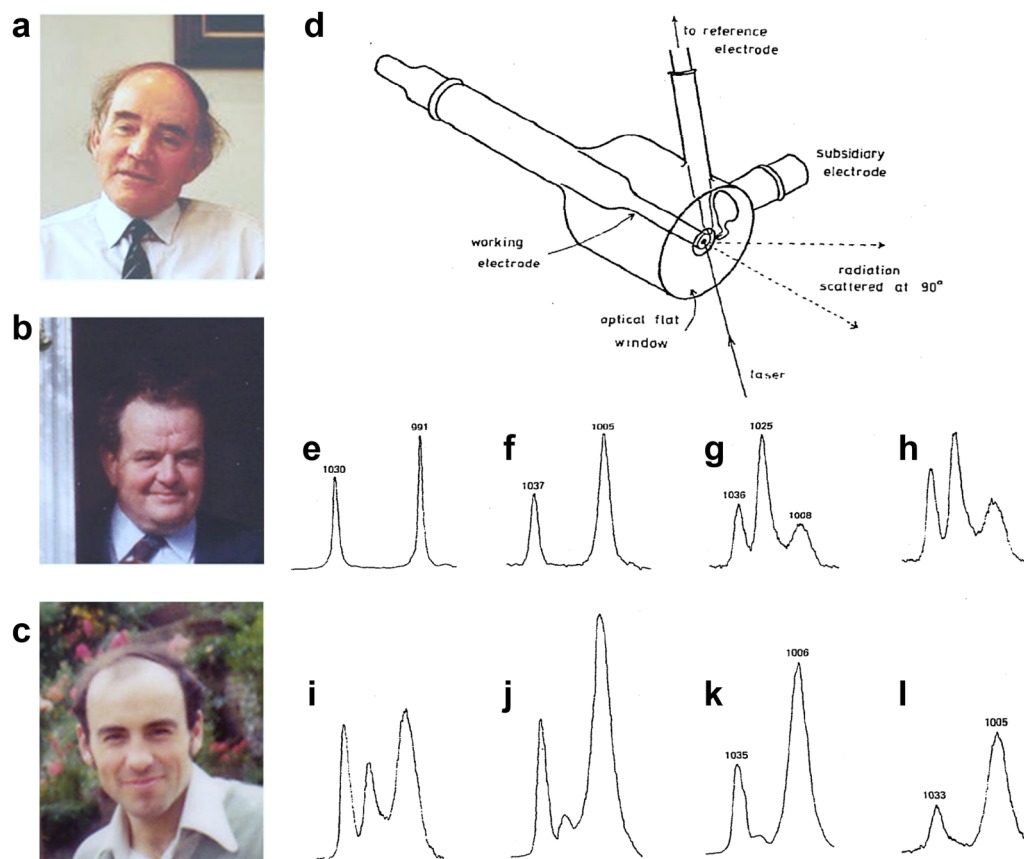 a
d
to reference
electrode
subsidiary
electrode
working
electrode
radiation
scattered at 90°
optical flat
window
laser
b
e
1030
991
f
1037
1005
g
1036
1025
1008
h
c
i
j
k
1035
1006
l
1033
1005